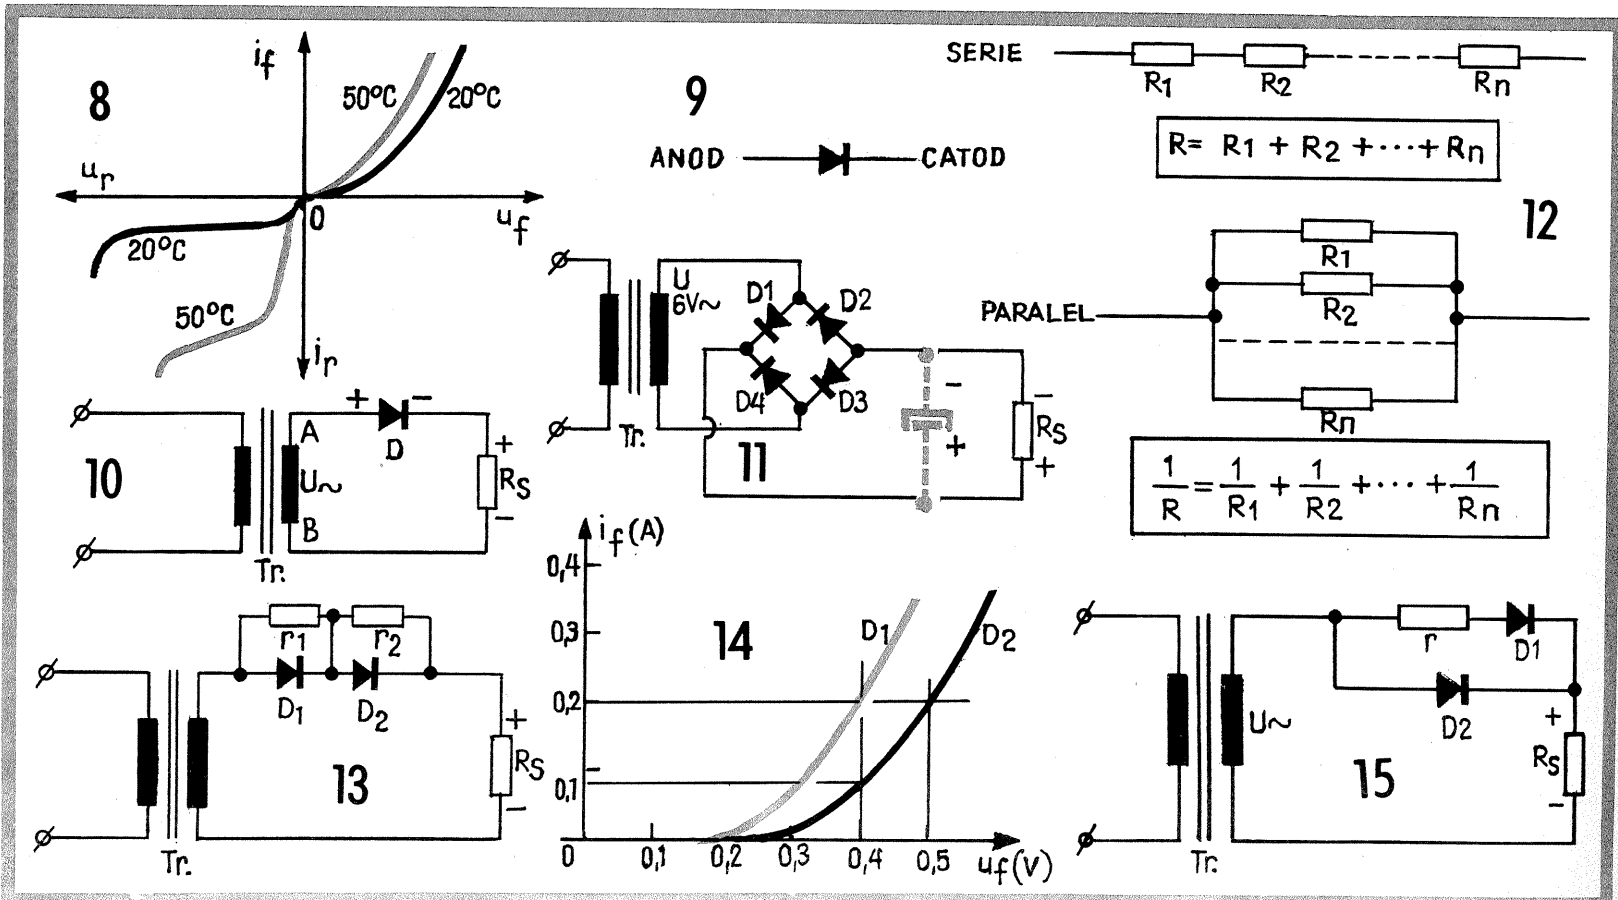 8
i_f
50°C
20°C
u_r
0
u_f
20°C
50°C
i_r
9
ANOD
CATOD
SERIE
R1
R2
Rn
R= R1 + R2 +···+ Rn
12
PARALEL
R1
R2
Rn
1/R = 1/R1 + 1/R2 +···+ 1/Rn
10
+
-
A
D
U~
B
+
Rs
-
Tr.
11
U
6V~
D1
D2
D4
D3
Tr.
-
+
-
Rs
+
13
r1
r2
D1
D2
+
Rs
-
Tr.
14
i_f (A)
0,4
0,3
0,2
0,1
D1
D2
0
0,1
0,2
0,3
0,4
0,5
u_f (V)
15
r
D1
D2
U~
+
Rs
-
Tr.